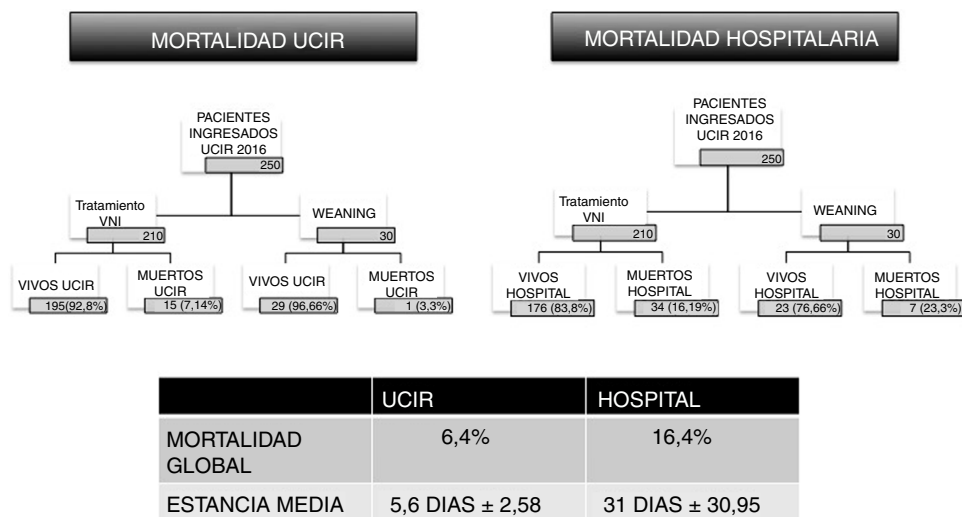 MORTALIDAD UCIR
PACIENTES
INGRESADOS
UCIR 2016
250
Tratamiento
VNI
210
WEANING
30
VIVOS UCIR
195(92,8%)
MUERTOS
UCIR
15 (7,14%)
VIVOS UCIR
29 (96,66%)
MUERTOS
UCIR
1 (3,3%)
MORTALIDAD HOSPITALARIA
PACIENTES
INGRESADOS
UCIR 2016
250
Tratamiento
VNI
210
WEANING
30
VIVOS
HOSPITAL
176 (83,8%)
MUERTOS
HOSPITAL
34 (16,19%)
VIVOS
HOSPITAL
23 (76,66%)
MUERTOS
HOSPITAL
7 (23,3%)
UCIR HOSPITAL
MORTALIDAD
GLOBAL
6,4% 16,4%
ESTANCIA MEDIA 5,6 DIAS ± 2,58 31 DIAS ± 30,95